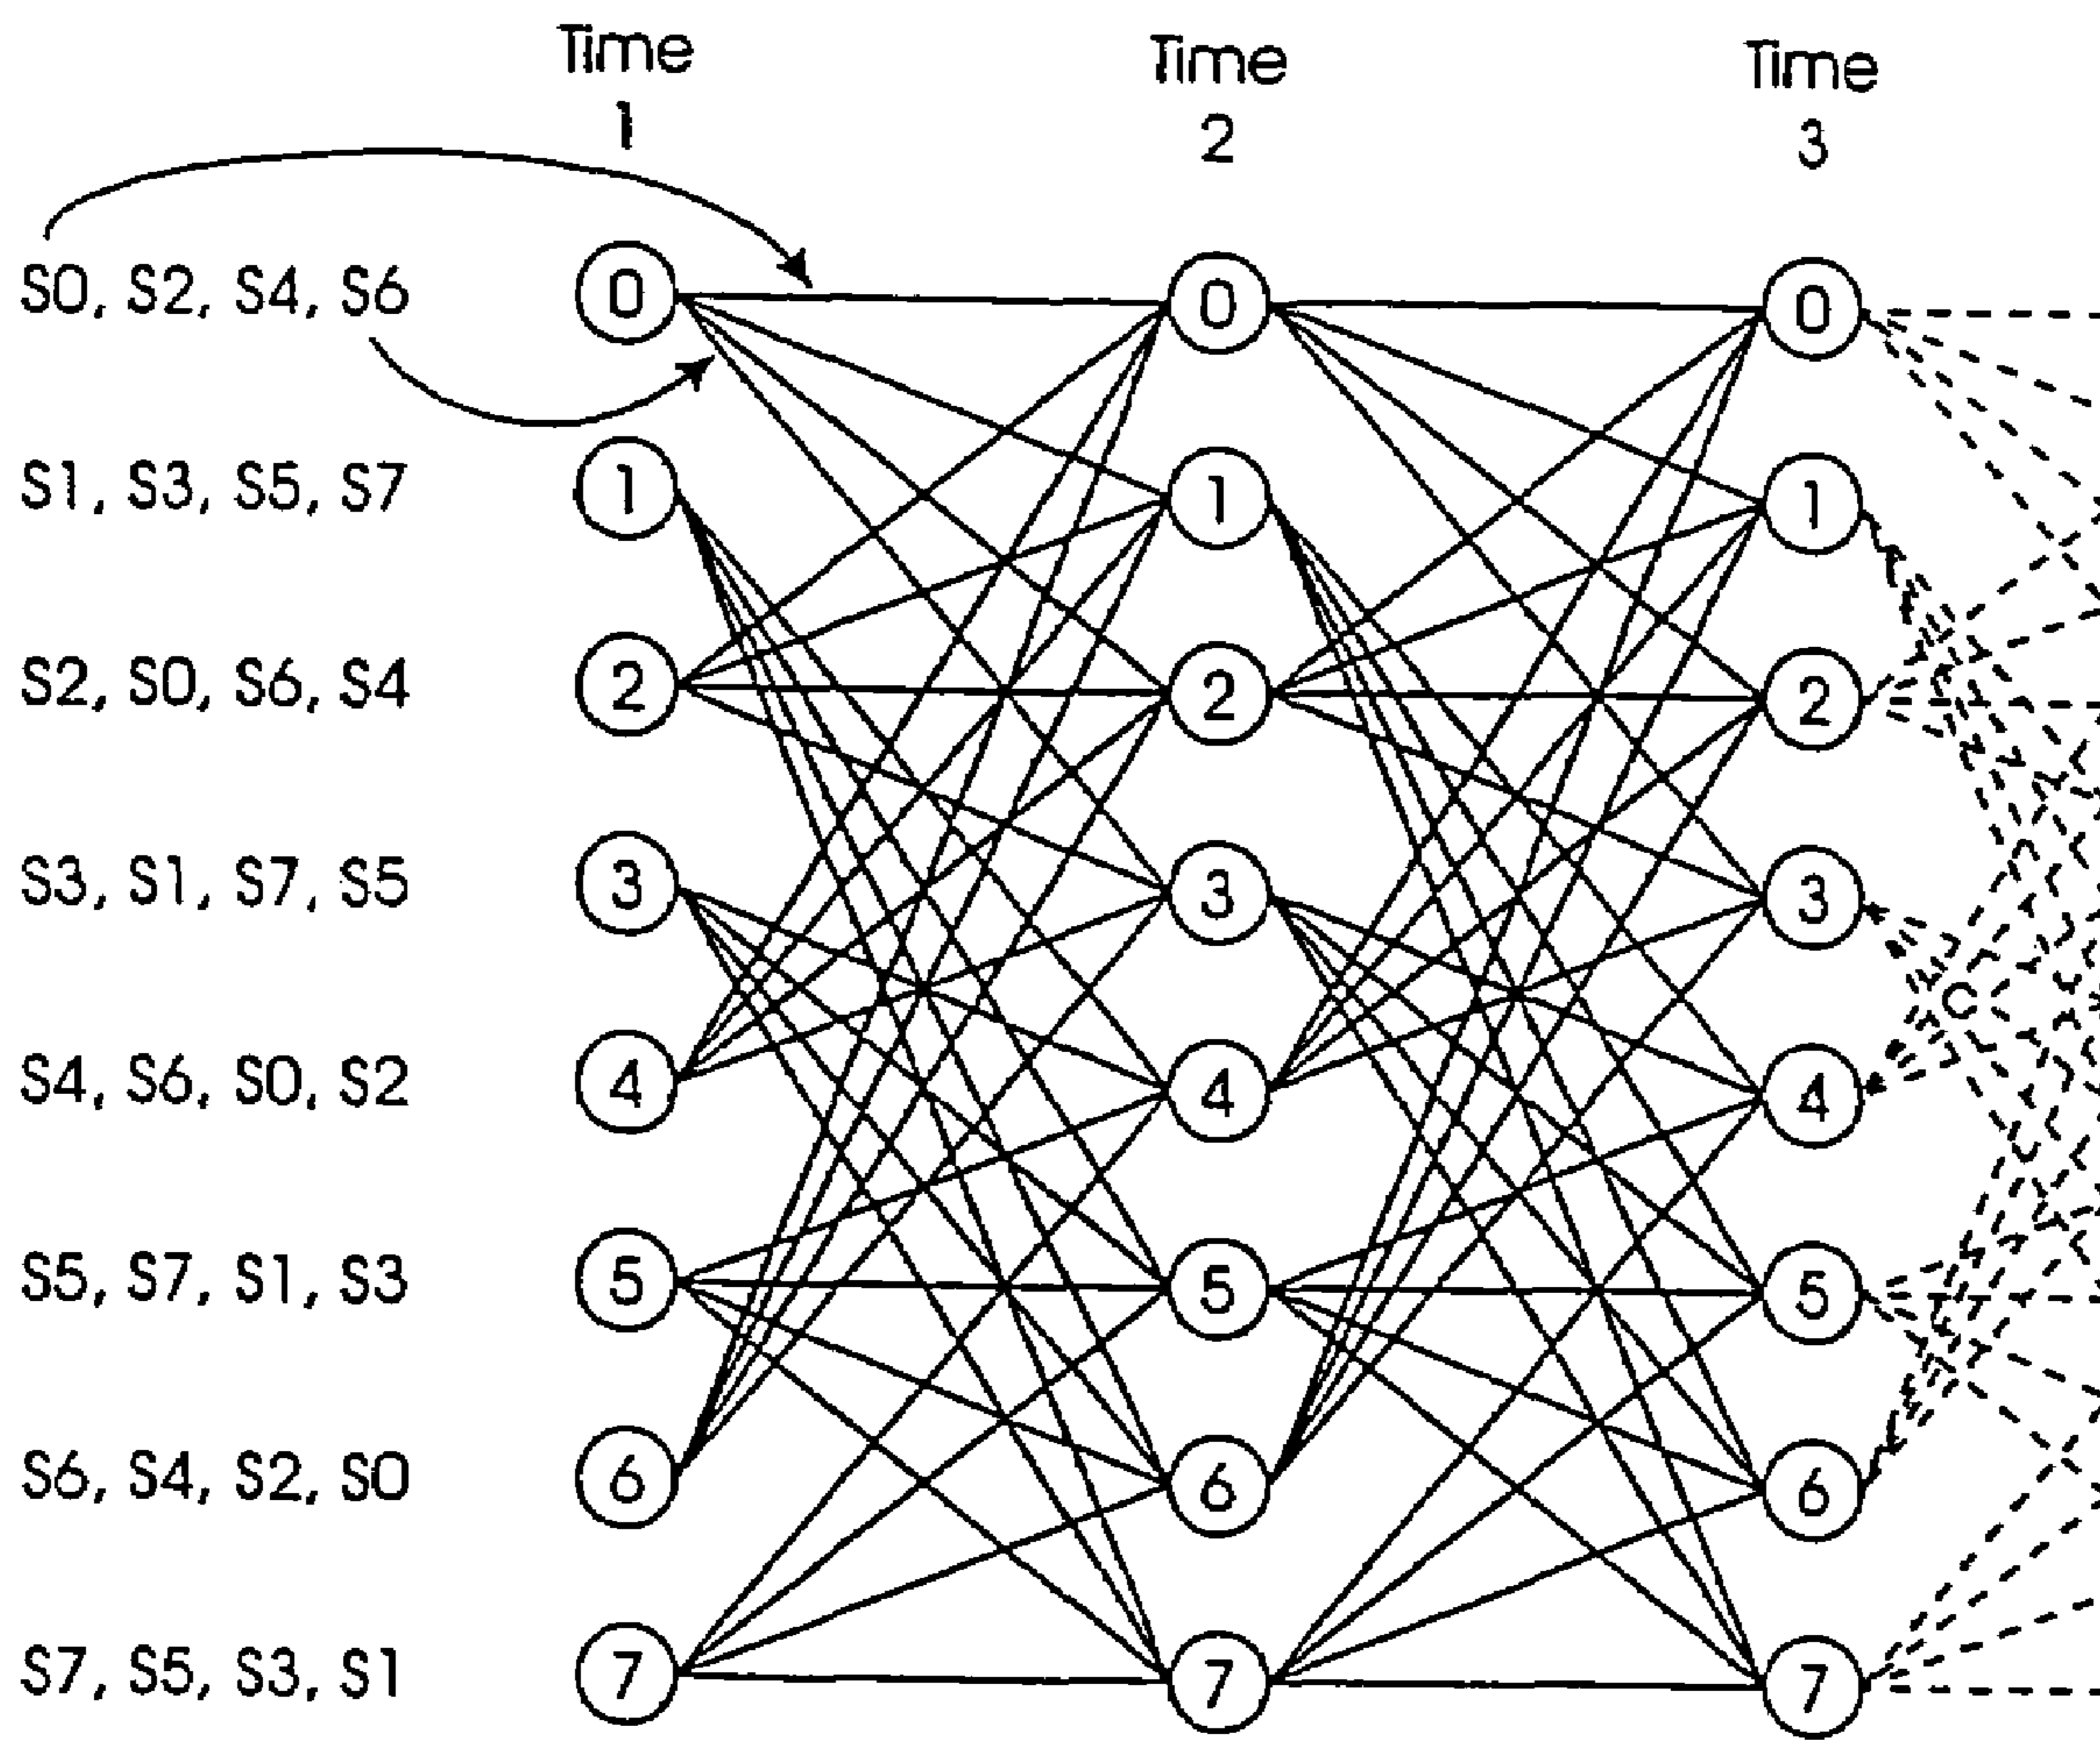 Time Time Time
1 2 3
S0, S2, S4, S6 0 0 0
S1, S3, S5, S7 1 1 1
S2, S0, S6, S4 2 2 2
S3, S1, S7, S5 3 3 3
S4, S6, S0, S2 4 4 4
S5, S7, S1, S3 5 5 5
S6, S4, S2, S0 6 6 6
S7, S5, S3, S1 7 7 7